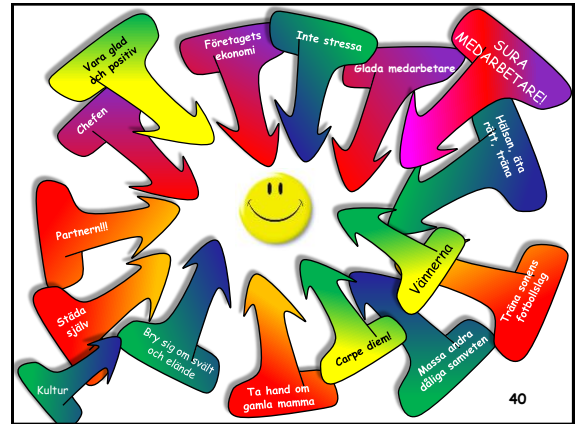 Vara glad
och positiv
Företagets
ekonomi
Inte stressa
Glada medarbetare
SURA
MEDARBETARE!
Chefen
Hälsan, äta
rätt, träna
Partnern!!!
Vännerna
Träna sonens
fotbollslag
Städa
själv
Bry sig om svält
och elände
Carpe diem!
Massa andra
dåliga samveten
Kultur
Ta hand om
gamla mamma
40